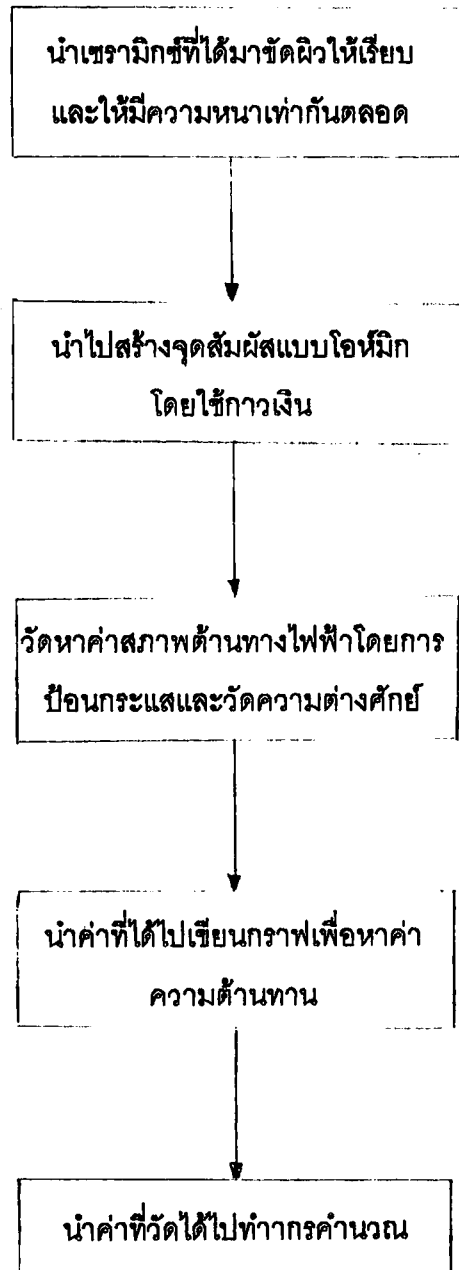 นำเซรามิกซ์ที่ได้มาขัดผิวให้เรียบ
และให้มีความหนาเท่ากันตลอด
นำไปสร้างจุดสัมผัสแบบโอห์มิก
โดยใช้กาวเงิน
วัดหาค่าสภาพต้านทางไฟฟ้าโดยการ
ป้อนกระแสและวัดความต่างศักย์
นำค่าที่ได้ไปเขียนกราฟเพื่อหาค่า
ความต้านทาน
นำค่าที่วัดได้ไปทำากรคำนวณ